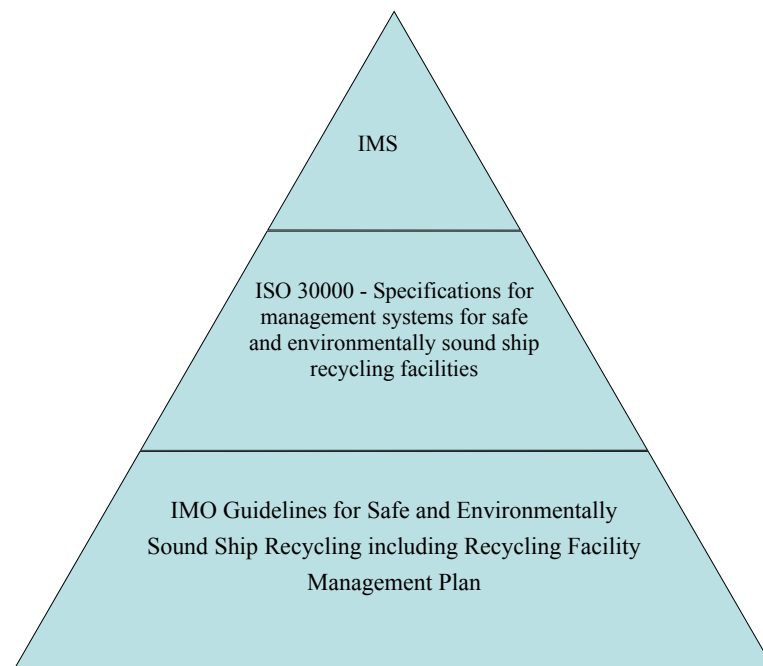 IMS
ISO 30000 - Specifications for
management systems for safe
and environmentally sound ship
recycling facilities
IMO Guidelines for Safe and Environmentally
Sound Ship Recycling including Recycling Facility
Management Plan